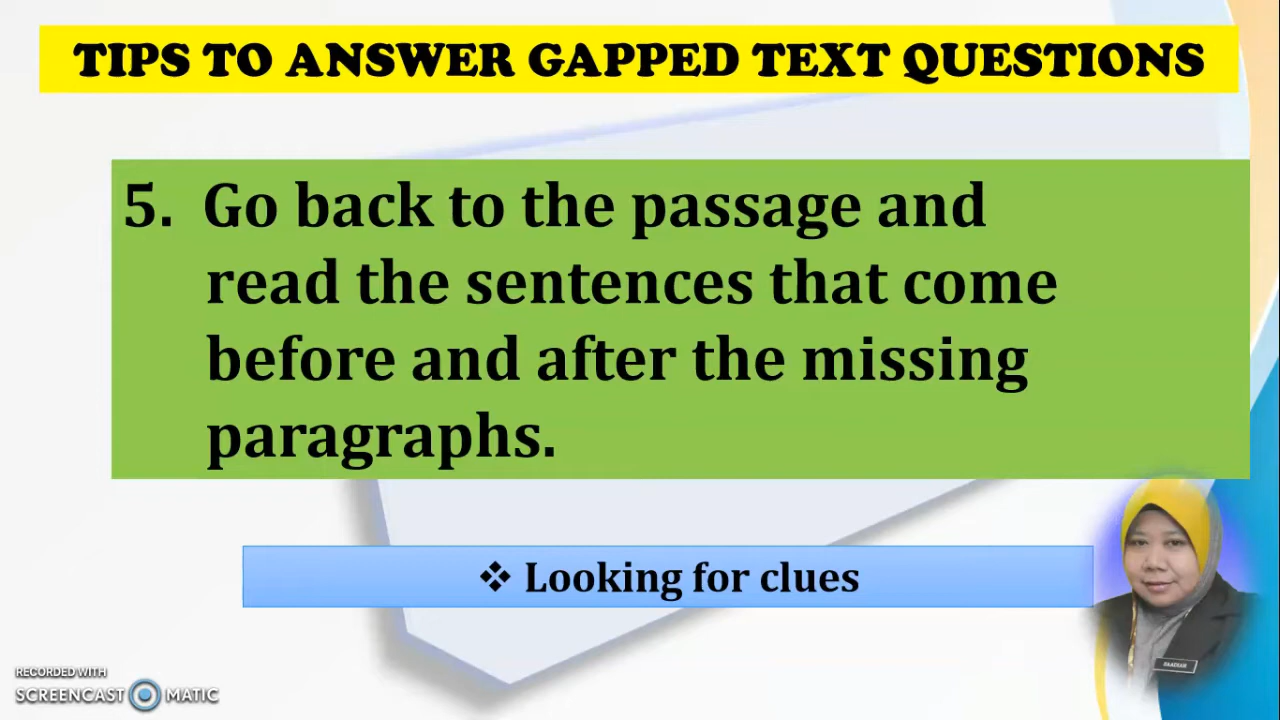 TIPS TO ANSWER GAPPED TEXT QUESTIONS
5. Go back to the passage and
read the sentences that come
before and after the missing
paragraphs.
❖ Looking for clues
RECORDED WITH
SCREENCAST MATIC